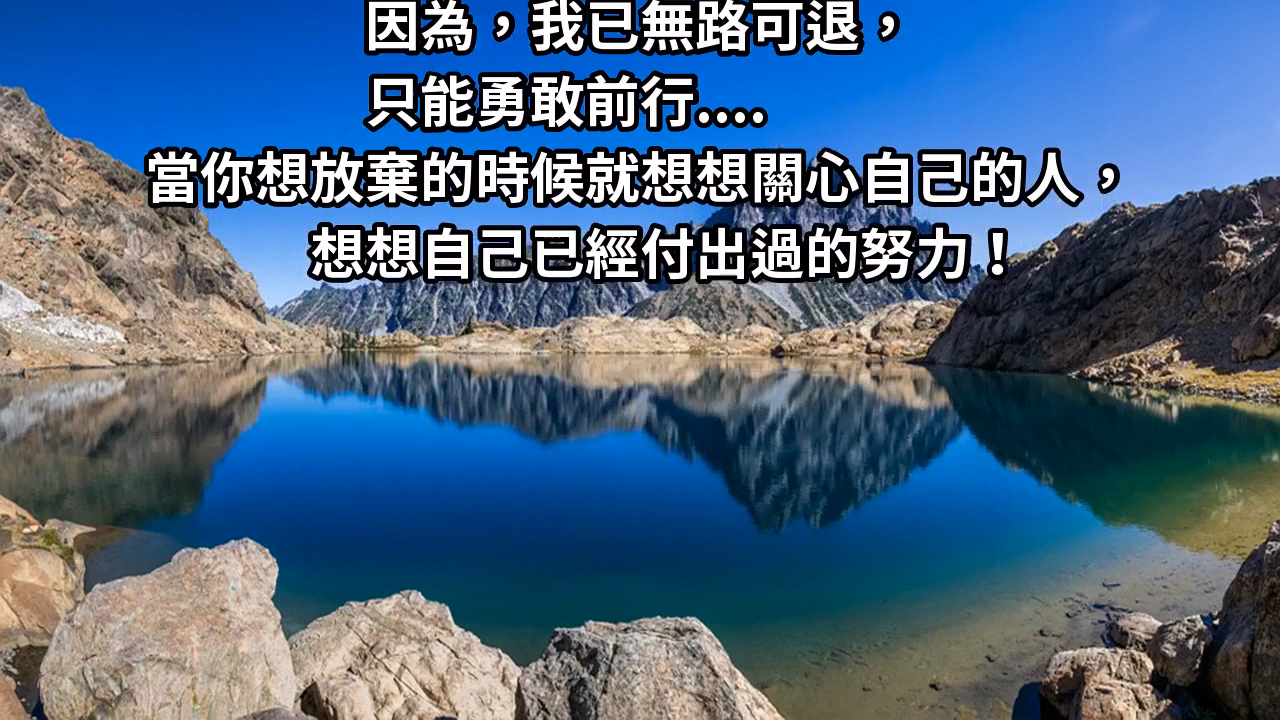 因為，我已無路可退，
只能勇敢前行....
當你想放棄的時候就想想關心自己的人，
想想自己已經付出過的努力！